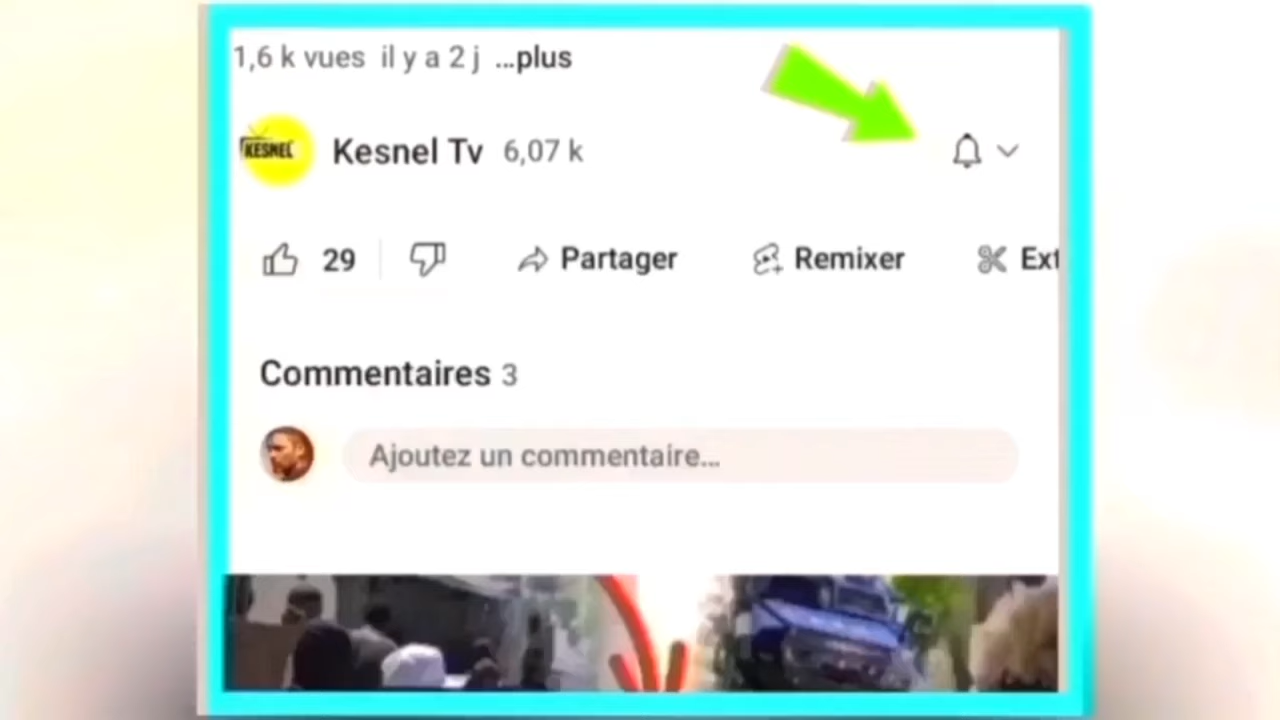 1,6 k vues il y a 2 j ...plus
KESNEL
Kesnel Tv 6,07 k
29 Partager Remixer Ext
Commentaires 3
Ajoutez un commentaire...